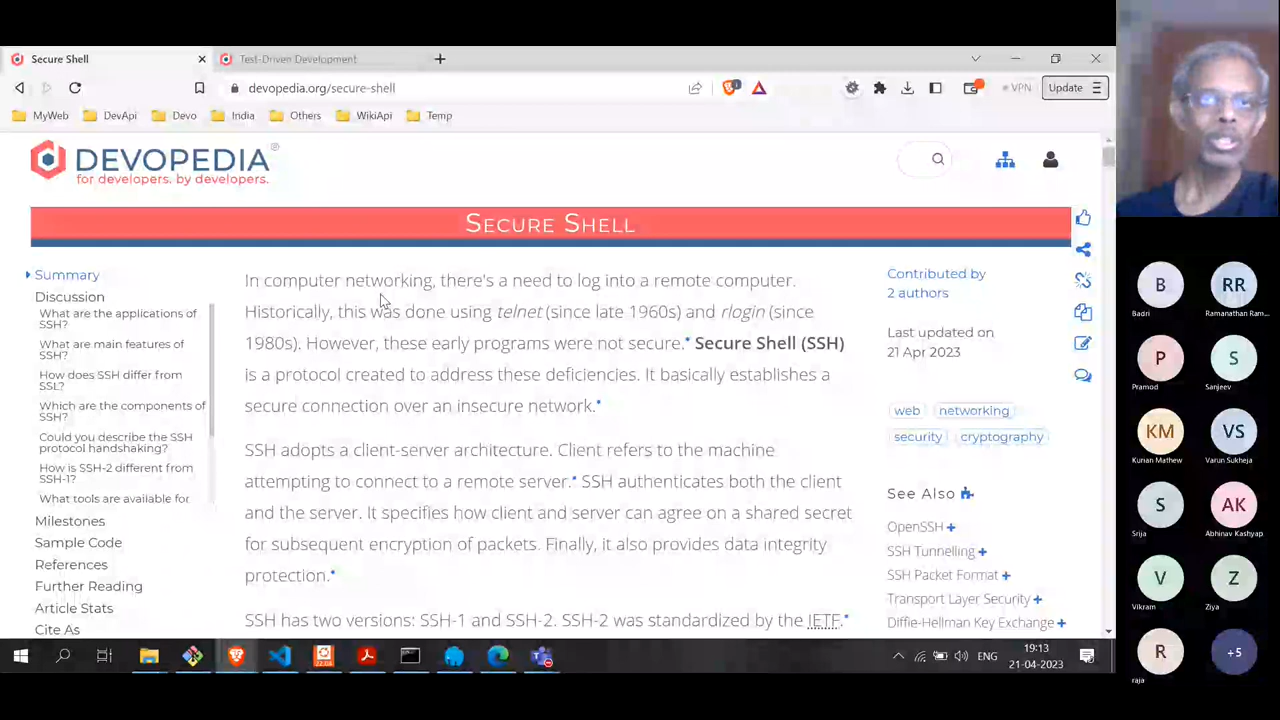 Secure Shell
Test-Driven Development
devopedia.org/secure-shell
VPN
Update
MyWeb
DevApi
Devo
India
Others
WikiApi
Temp
DEVOPEDIA®
for developers. by developers.
SECURE SHELL
Summary
Discussion
What are the applications of
SSH?
What are main features of
SSH?
How does SSH differ from
SSL?
Which are the components of
SSH?
Could you describe the SSH
protocol handshaking?
How is SSH-2 different from
SSH-1?
What tools are available for
Milestones
Sample Code
References
Further Reading
Article Stats
Cite As
In computer networking, there's a need to log into a remote computer.
Historically, this was done using telnet (since late 1960s) and rlogin (since
1980s). However, these early programs were not secure.* Secure Shell (SSH)
is a protocol created to address these deficiencies. It basically establishes a
secure connection over an insecure network.*
SSH adopts a client-server architecture. Client refers to the machine
attempting to connect to a remote server.* SSH authenticates both the client
and the server. It specifies how client and server can agree on a shared secret
for subsequent encryption of packets. Finally, it also provides data integrity
protection.*
SSH has two versions: SSH-1 and SSH-2. SSH-2 was standardized by the IETF.*
Contributed by
2 authors
Last updated on
21 Apr 2023
web
networking
security
cryptography
See Also
OpenSSH +
SSH Tunnelling +
SSH Packet Format +
Transport Layer Security +
Diffie-Hellman Key Exchange +
ENG
19:13
21-04-2023
B
Badri
RR
Ramanathan Ram...
P
Pramod
S
Sanjeev
KM
Kurian Mathew
VS
Varun Sukheja
S
Srija
AK
Abhinav Kashyap
V
Vikram
Z
Ziya
R
raja
+5